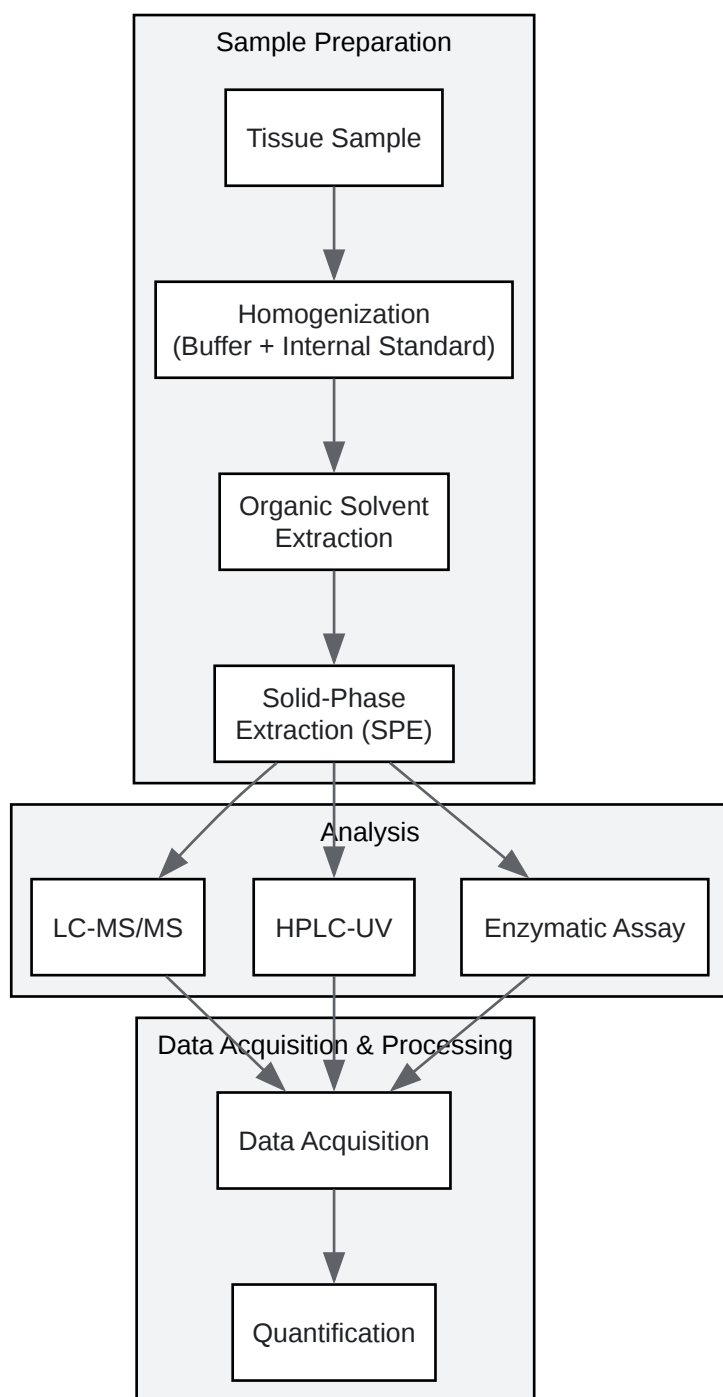 Sample Preparation
Tissue Sample
Homogenization
(Buffer + Internal Standard)
Organic Solvent
Extraction
Solid-Phase
Extraction (SPE)
Analysis
LC-MS/MS
HPLC-UV
Enzymatic Assay
Data Acquisition & Processing
Data Acquisition
Quantification